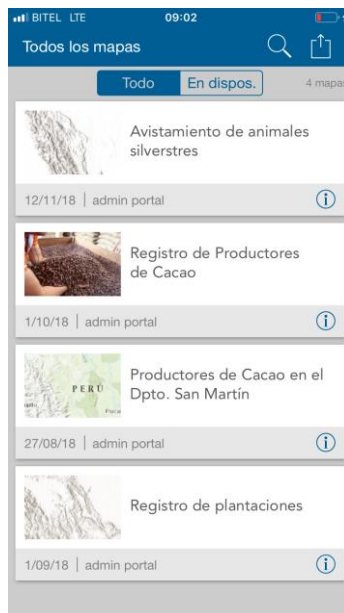 BITEL LTE 09:02
Todos los mapas
Todo En dispos. 4 mapas
Avistamiento de animales
silverstres
12/11/18 | admin portal
Registro de Productores
de Cacao
1/10/18 | admin portal
PERÚ
Productores de Cacao en el
Dpto. San Martín
27/08/18 | admin portal
Registro de plantaciones
1/09/18 | admin portal